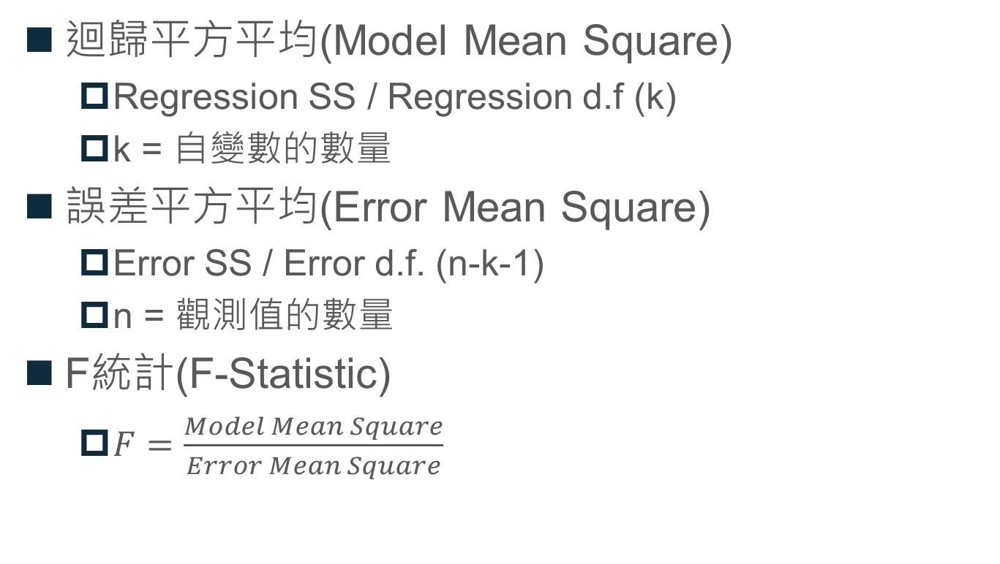 迴歸平方平均(Model Mean Square)
Regression SS / Regression d.f (k)
k = 自變數的數量
誤差平方平均(Error Mean Square)
Error SS / Error d.f. (n-k-1)
n = 觀測值的數量
F統計(F-Statistic)
F = Model Mean Square / Error Mean Square